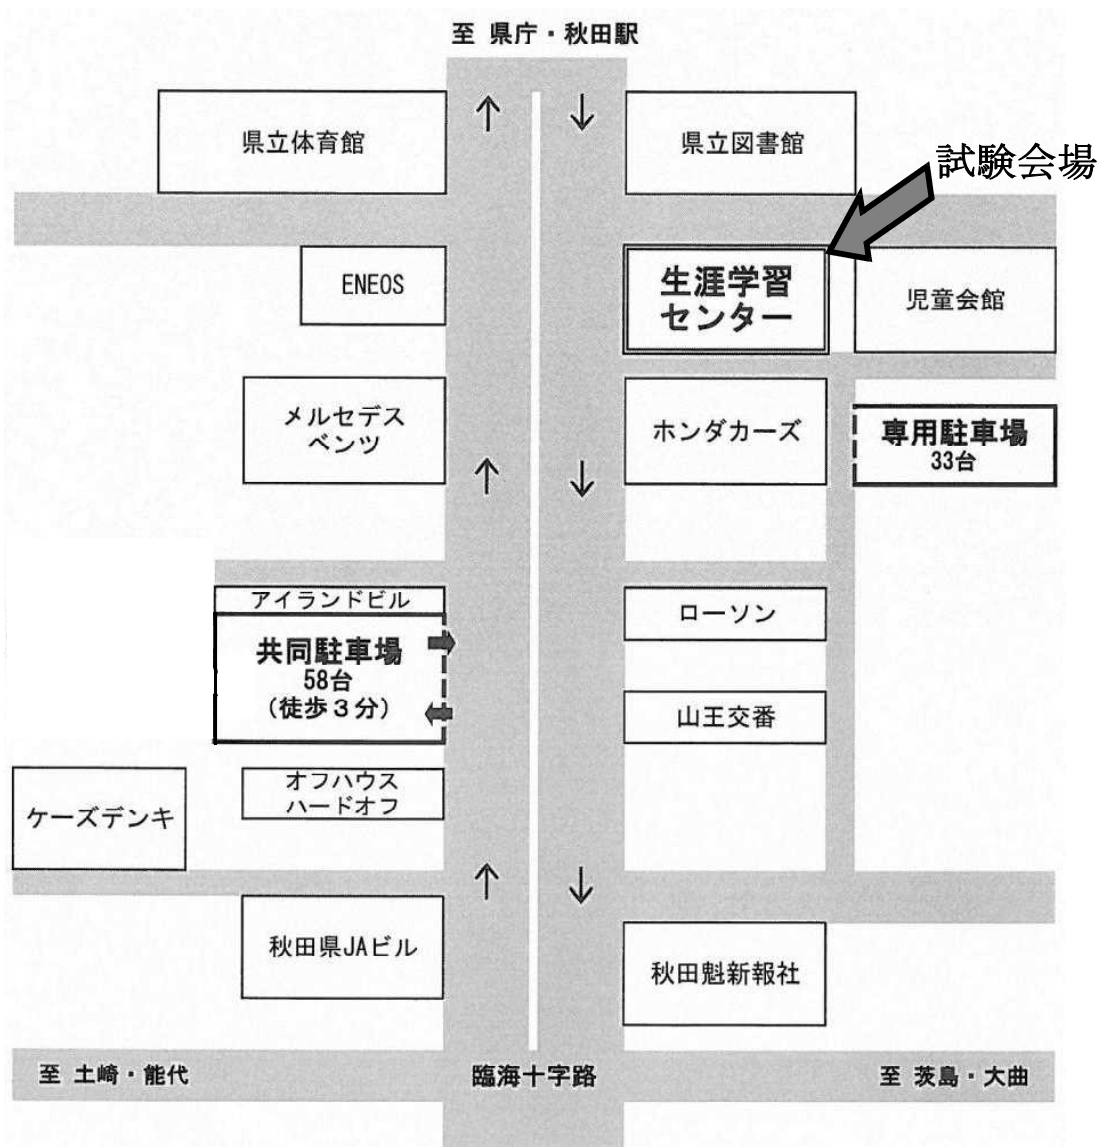 至 県庁・秋田駅
県立体育館
県立図書館
試験会場
ENEOS
生涯学習
センター
児童会館
メルセデス
ベンツ
ホンダカーズ
専用駐車場
33台
アイランドビル
共同駐車場
58台
(徒歩3分)
ローソン
山王交番
ケーズデンキ
オフハウス
ハードオフ
秋田県JAビル
秋田魁新報社
至 土崎・能代
臨海十字路
至 茨島・大曲